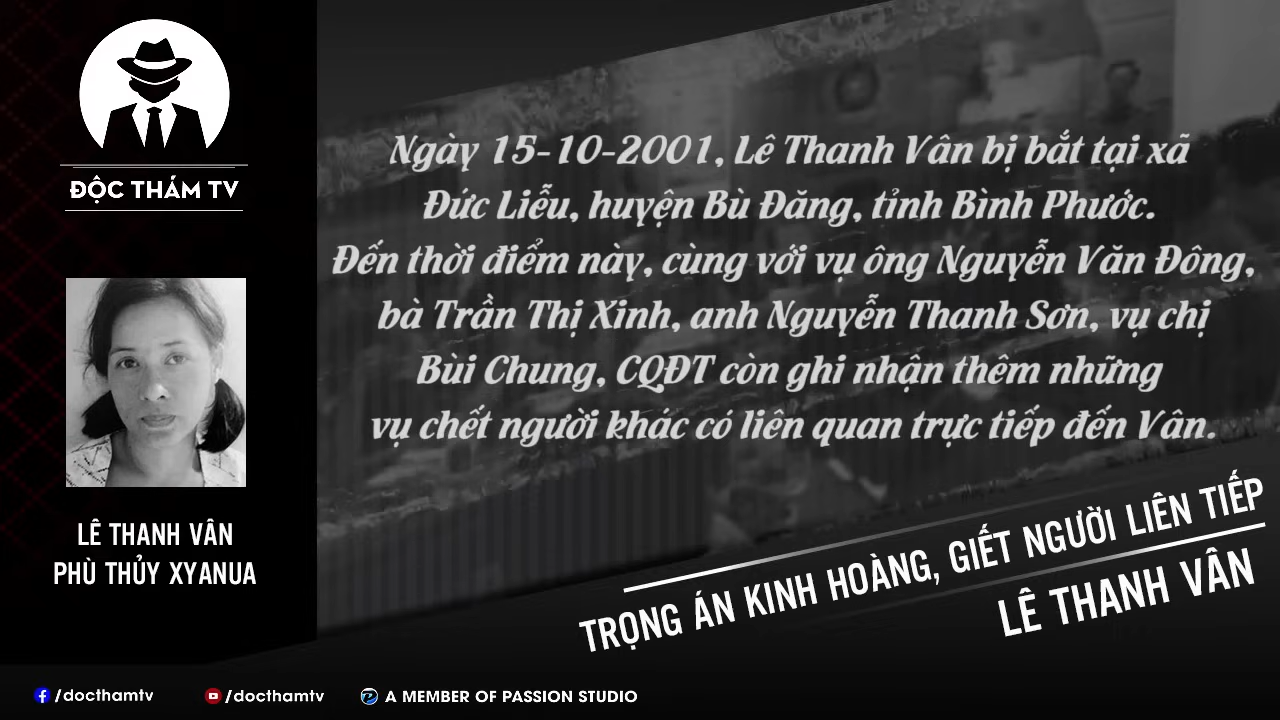 ĐỘC THÁM TV
LÊ THANH VÂN
PHÙ THỦY XYANUA
Ngày 15-10-2001, Lê Thanh Vân bị bắt tại xã
Đức Liễu, huyện Bù Đăng, tỉnh Bình Phước.
Đến thời điểm này, cùng với vụ ông Nguyễn Văn Đông,
bà Trần Thị Xinh, anh Nguyễn Thanh Sơn, vụ chị
Bùi Chung, CQĐT còn ghi nhận thêm những
vụ chết người khác có liên quan trực tiếp đến Vân.
TRỌNG ÁN KINH HOÀNG, GIẾT NGƯỜI LIÊN TIẾP
LÊ THANH VÂN
/docthamtv
/docthamtv
A MEMBER OF PASSION STUDIO